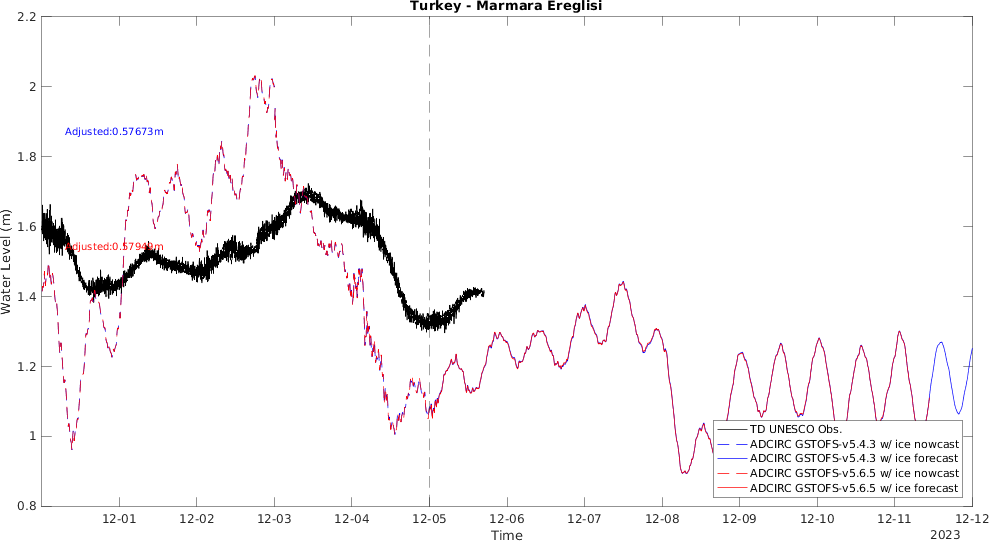 Turkey - Marmara Ereglisi
2.2
2
1.8
1.6
1.4
1.2
1
0.8
Water Level (m)
Adjusted:0.57673m
TD UNESCO Obs.
ADCIRC GSTOFS-v5.4.3 w/ ice nowcast
ADCIRC GSTOFS-v5.4.3 w/ ice forecast
ADCIRC GSTOFS-v5.6.5 w/ ice nowcast
ADCIRC GSTOFS-v5.6.5 w/ ice forecast
12-01 12-02 12-03 12-04 12-05 12-06 12-07 12-08 12-09 12-10 12-11 12-12
Time
2023